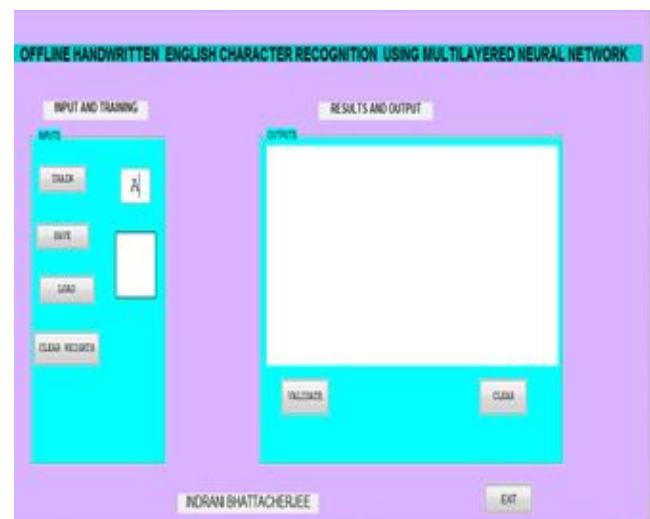 OFFLINE HANDWRITTEN ENGLISH CHARACTER RECOGNITION USING MULTILAYERED NEURAL NETWORK
INPUT AND TRAINING
RESULTS AND OUTPUT
INPUTS
OUTPUTS
TRAIN
A
SAVE
LOAD
CLEAR WEIGHTS
VALIDATE
CLEAR
INDRANI BHATTACHERJEE
EXIT